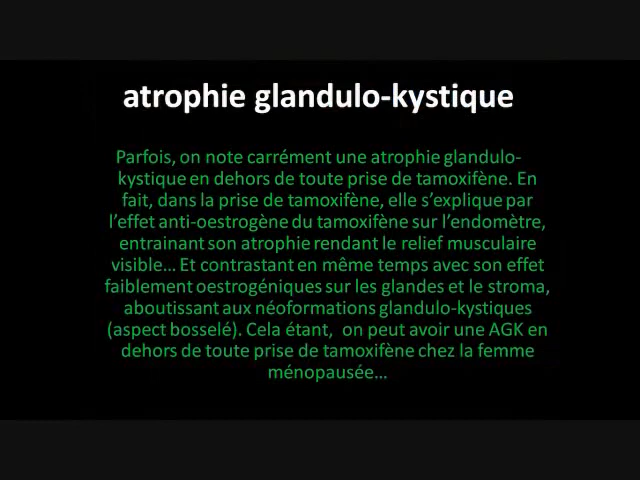 atrophie glandulo-kystique
Parfois, on note carrément une atrophie glandulo-
kystique en dehors de toute prise de tamoxifène. En
fait, dans la prise de tamoxifène, elle s’explique par
l’effet anti-oestrogène du tamoxifène sur l’endomètre,
entrainant son atrophie rendant le relief musculaire
visible… Et contrastant en même temps avec son effet
faiblement oestrogéniques sur les glandes et le stroma,
aboutissant aux néoformations glandulo-kystiques
(aspect bosselé). Cela étant, on peut avoir une AGK en
dehors de toute prise de tamoxifène chez la femme
ménopausée…